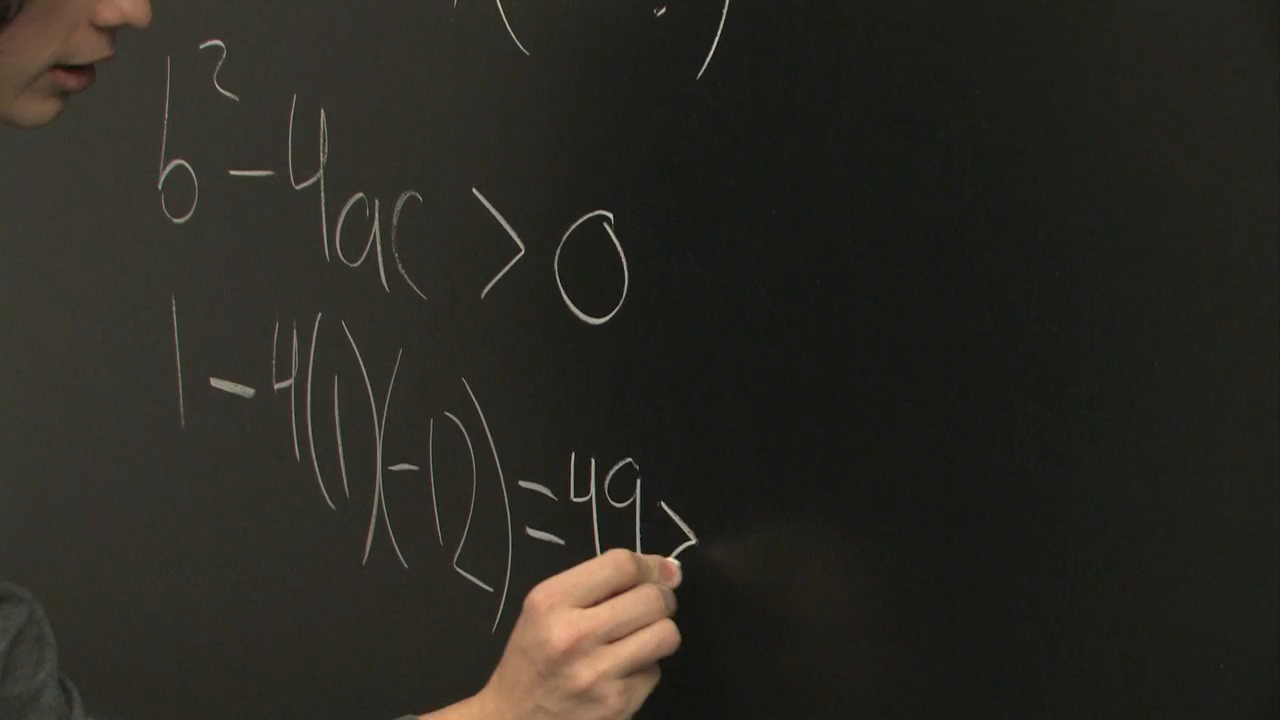 b² - 4ac > 0
1 - 4(1)(-12) = 49 >